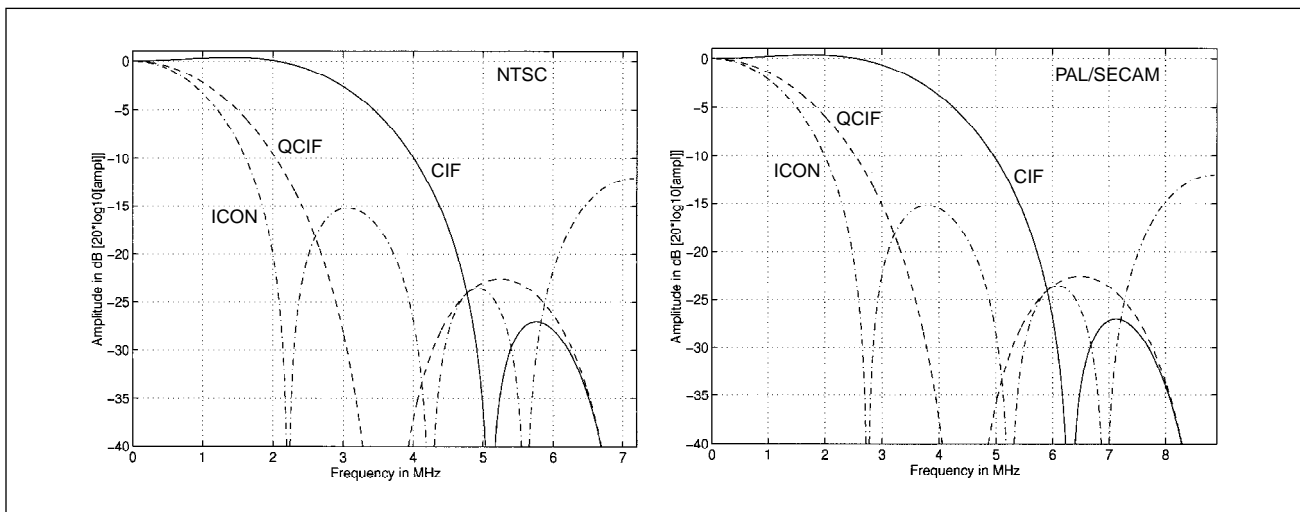 NTSC
QCIF
CIF
ICON
0
−5
−10
−15
−20
−25
−30
−35
−40
Amplitude in dB [20*log10[ampl]]
0 1 2 3 4 5 6 7
Frequency in MHz
PAL/SECAM
QCIF
ICON
CIF
0
−5
−10
−15
−20
−25
−30
−35
−40
Amplitude in dB [20*log10[ampl]]
0 1 2 3 4 5 6 7 8
Frequency in MHz